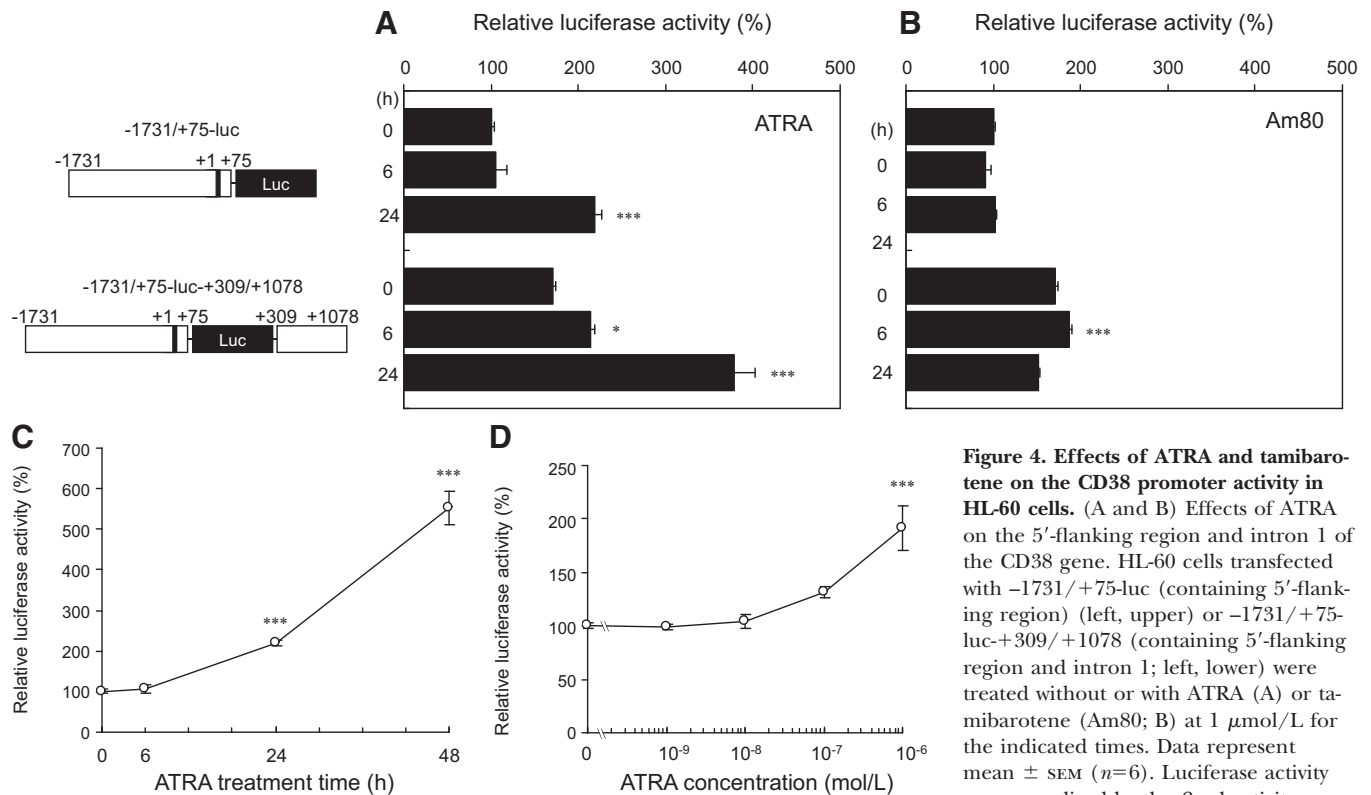 A
Relative luciferase activity (%)
B
Relative luciferase activity (%)
0 100 200 300 400 500
0 100 200 300 400 500
-1731/+75-luc
-1731 +1 +75
Luc
(h)
0
6
24
***
ATRA
(h)
0
6
24
Am80
-1731/+75-luc-+309/+1078
-1731 +1 +75 +309 +1078
Luc
0
6
24
*
***
0
6
24
***
C
Relative luciferase activity (%)
700
600
500
400
300
200
100
0
***
***
0 6 24 48
ATRA treatment time (h)
D
Relative luciferase activity (%)
250
200
150
100
50
0
***
0 10⁻⁹ 10⁻⁸ 10⁻⁷ 10⁻⁶
ATRA concentration (mol/L)
Figure 4. Effects of ATRA and tamibaro-
tene on the CD38 promoter activity in
HL-60 cells. (A and B) Effects of ATRA
on the 5′-flanking region and intron 1 of
the CD38 gene. HL-60 cells transfected
with –1731/+75-luc (containing 5′-flank-
ing region) (left, upper) or –1731/+75-
luc-+309/+1078 (containing 5′-flanking
region and intron 1; left, lower) were
treated without or with ATRA (A) or ta-
mibarotene (Am80; B) at 1 μmol/L for
the indicated times. Data represent
mean ± SEM (n=6). Luciferase activity